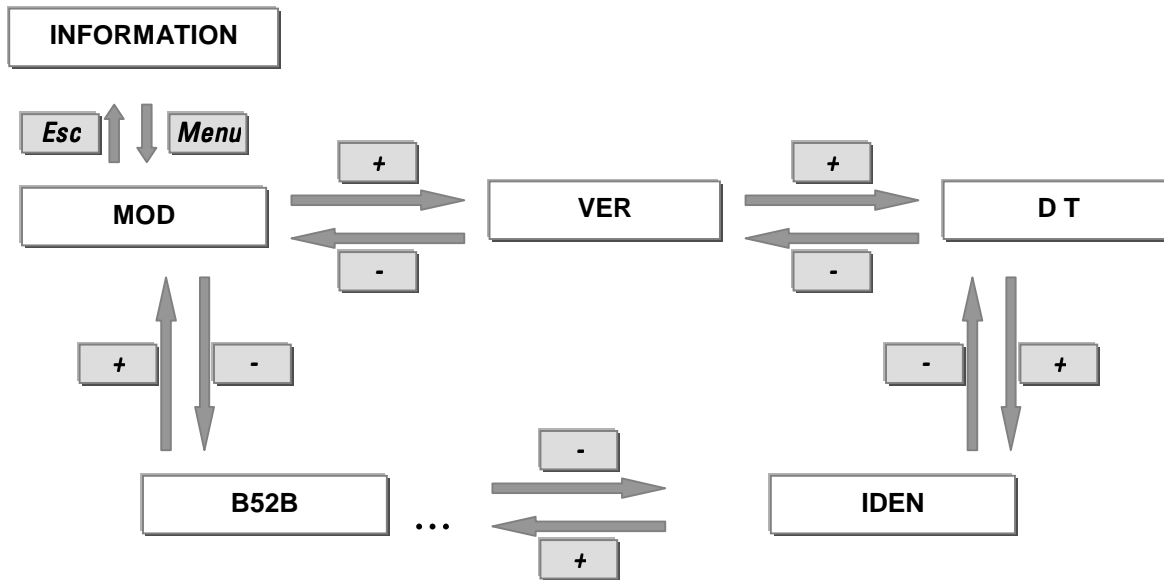 INFORMATION
Esc
Menu
+
+
MOD
VER
D T
-
-
+
-
-
+
-
B52B
...
IDEN
+